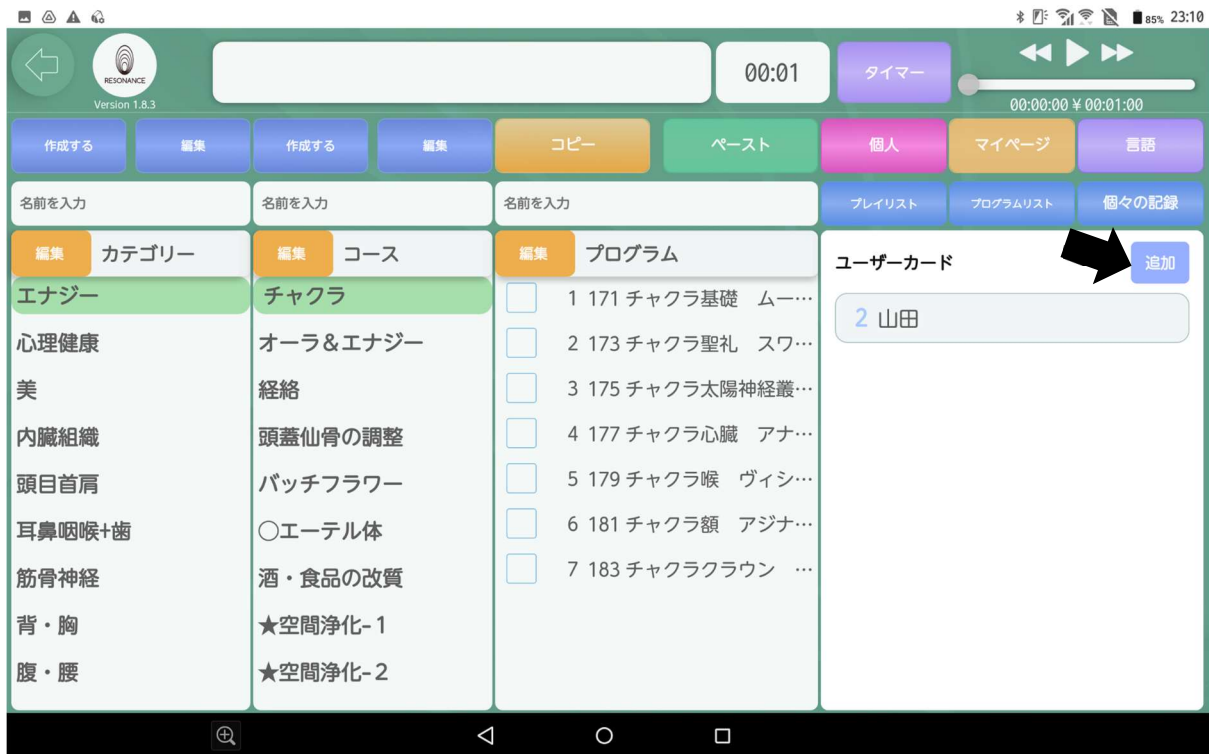 85% 23:10
RESONANCE
Version 1.8.3
00:01
タイマー
00:00:00 ¥ 00:01:00
作成する 編集 作成する 編集 コピー ペースト 個人 マイページ 言語
名前を入力 名前を入力 名前を入力 プレイリスト プログラムリスト 個々の記録
編集 カテゴリー 編集 コース 編集 プログラム
ユーザーカード 追加
エナジー
心理健康
美
内臓組織
頭目首肩
耳鼻咽喉+歯
筋骨神経
背・胸
腹・腰
チャクラ
オーラ&エナジー
経絡
頭蓋仙骨の調整
バッチフラワー
○エーテル体
酒・食品の改質
★空間浄化-1
★空間浄化-2
1 171 チャクラ基礎 ムー…
2 173 チャクラ聖礼 スワ…
3 175 チャクラ太陽神経叢…
4 177 チャクラ心臓 アナ…
5 179 チャクラ喉 ヴィシ…
6 181 チャクラ額 アジナ…
7 183 チャクラクラウン …
2 山田